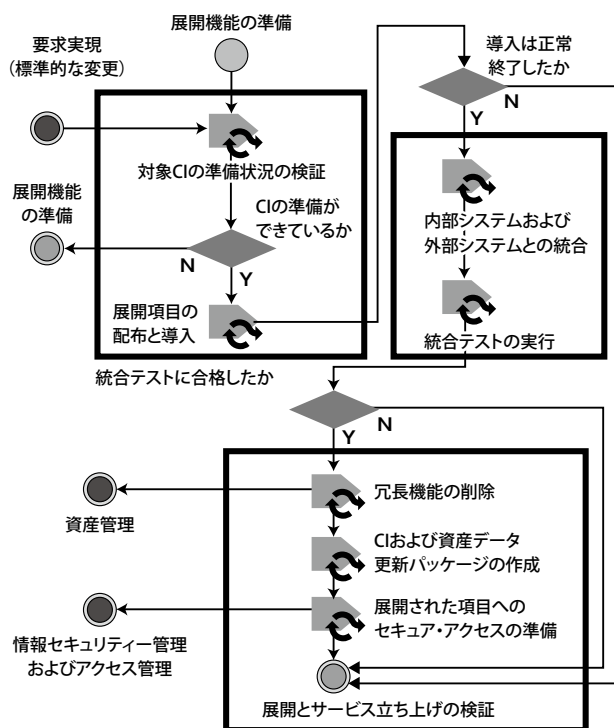 要求実現
(標準的な変更)
展開機能の準備
導入は正常
終了したか
N
Y
対象CIの準備状況の検証
展開機能
の準備
CIの準備が
できているか
N
Y
展開項目の
配布と導入
内部システムおよび
外部システムとの統合
統合テストの実行
統合テストに合格したか
N
Y
冗長機能の削除
資産管理
CIおよび資産データ
更新パッケージの作成
展開された項目への
セキュア・アクセスの準備
情報セキュリティー管理
およびアクセス管理
展開とサービス立ち上げの検証